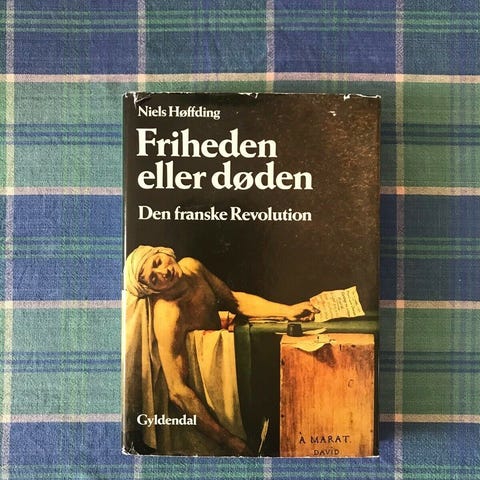 Niels Høffding
Friheden
eller døden
Den franske Revolution
Gyldendal
À MARAT.
DAVID